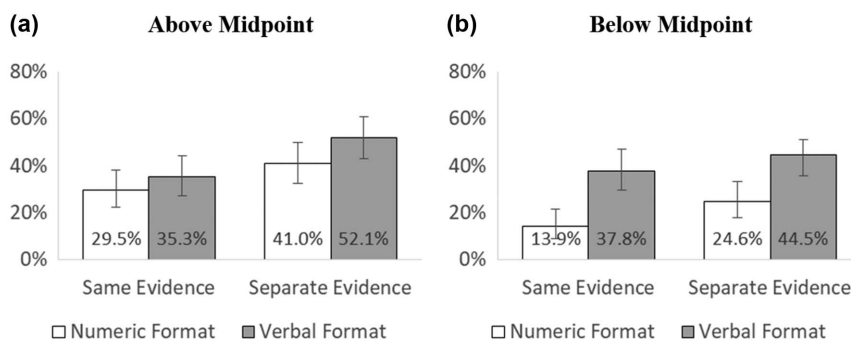 (a) Above Midpoint
80%
60%
40%
20%
0%
29.5% 35.3% 41.0% 52.1%
Same Evidence Separate Evidence
Numeric Format Verbal Format
(b) Below Midpoint
80%
60%
40%
20%
0%
13.9% 37.8% 24.6% 44.5%
Same Evidence Separate Evidence
Numeric Format Verbal Format